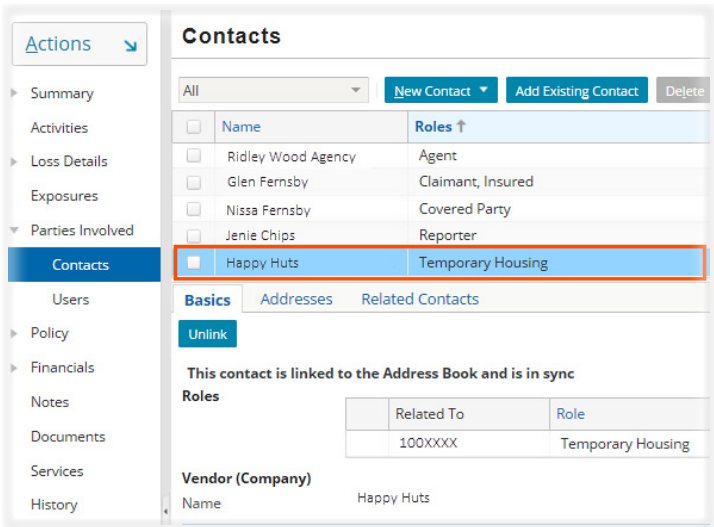 Actions
Summary
Activities
Loss Details
Exposures
Parties Involved
Contacts
Users
Policy
Financials
Notes
Documents
Services
History
Contacts
All New Contact Add Existing Contact Delete
Name Roles ↑
Ridley Wood Agency Agent
Glen Fernsby Claimant, Insured
Nissa Fernsby Covered Party
Jenie Chips Reporter
Happy Huts Temporary Housing
Basics Addresses Related Contacts
Unlink
This contact is linked to the Address Book and is in sync
Roles
Related To Role
100XXXX Temporary Housing
Vendor (Company)
Name Happy Huts